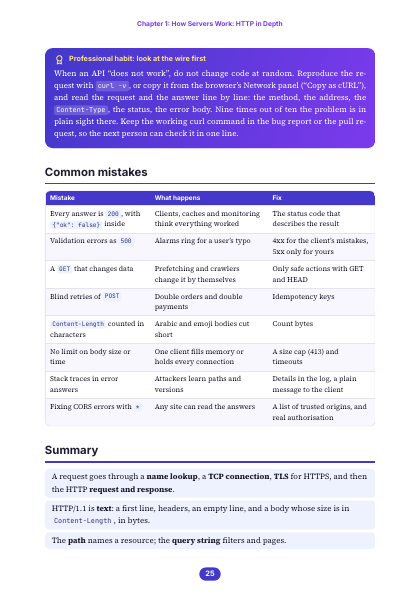 Chapter 1: How Servers Work: HTTP in Depth
Professional habit: look at the wire first
When an API “does not work”, do not change code at random. Reproduce the re-
quest with curl -v, or copy it from the browser’s Network panel (“Copy as cURL”),
and read the request and the answer line by line: the method, the address, the
Content-Type, the status, the error body. Nine times out of ten the problem is in
plain sight there. Keep the working curl command in the bug report or the pull re-
quest, so the next person can check it in one line.
Common mistakes
Mistake What happens Fix
Every answer is 200, with Clients, caches and monitoring The status code that
{"ok": false} inside think everything worked describes the result
Validation errors as 500 Alarms ring for a user’s typo 4xx for the client’s mistakes,
5xx only for yours
A GET that changes data Prefetching and crawlers Only safe actions with GET
change it by themselves and HEAD
Blind retries of POST Double orders and double Idempotency keys
payments
Content-Length counted in Arabic and emoji bodies cut Count bytes
characters short
No limit on body size or One client fills memory or A size cap (413) and
time holds every connection timeouts
Stack traces in error Attackers learn paths and Details in the log, a plain
answers versions message to the client
Fixing CORS errors with * Any site can read the answers A list of trusted origins, and
real authorisation
Summary
A request goes through a name lookup, a TCP connection, TLS for HTTPS, and then
the HTTP request and response.
HTTP/1.1 is text: a first line, headers, an empty line, and a body whose size is in
Content-Length, in bytes.
The path names a resource; the query string filters and pages.
25